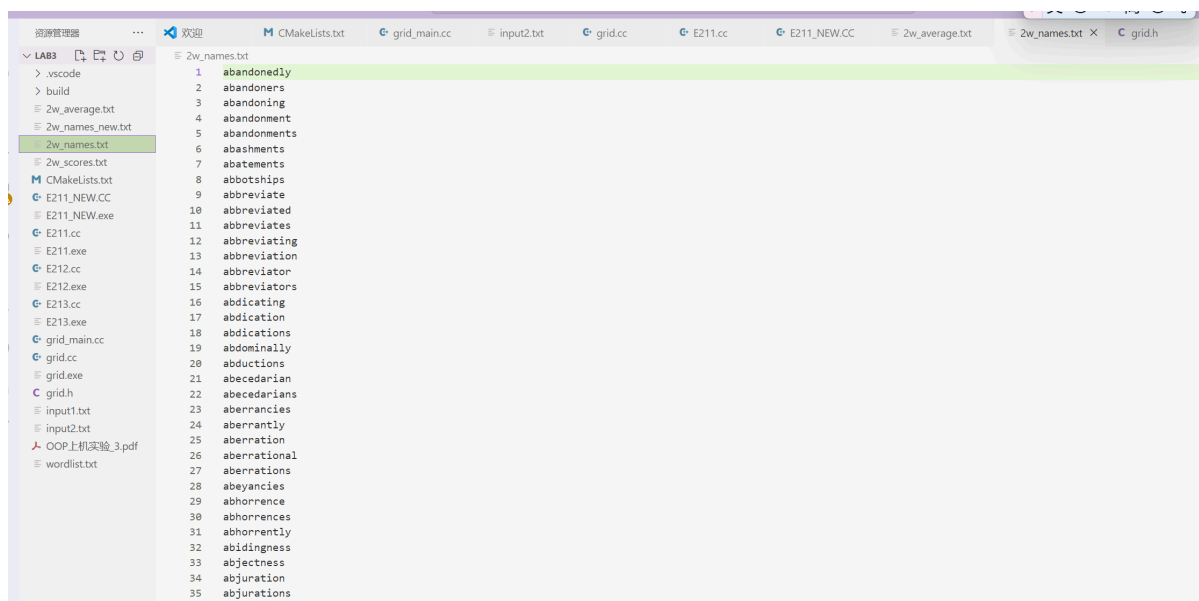 资源管理器 ···
欢迎 CMakeLists.txt grid_main.cc input2.txt grid.cc E211.cc E211_NEW.CC 2w_average.txt 2w_names.txt × C grid.h
LAB3
2w_names.txt
.vscode
build
2w_average.txt
2w_names_new.txt
2w_names.txt
2w_scores.txt
M CMakeLists.txt
E211_NEW.CC
E211_NEW.exe
E211.cc
E211.exe
E212.cc
E212.exe
E213.cc
E213.exe
grid_main.cc
grid.cc
grid.exe
C grid.h
input1.txt
input2.txt
OOP上机实验_3.pdf
wordlist.txt
1 abandonedly
2 abandoners
3 abandoning
4 abandonment
5 abandonments
6 abashments
7 abatements
8 abbotships
9 abbreviate
10 abbreviated
11 abbreviates
12 abbreviating
13 abbreviation
14 abbreviator
15 abbreviators
16 abdicating
17 abdication
18 abdications
19 abdominally
20 abductions
21 abecedarian
22 abecedarians
23 aberrancies
24 aberrantly
25 aberration
26 aberrational
27 aberrations
28 abeyancies
29 abhorrence
30 abhorrences
31 abhorrently
32 abidingness
33 abjectness
34 abjuration
35 abjurations